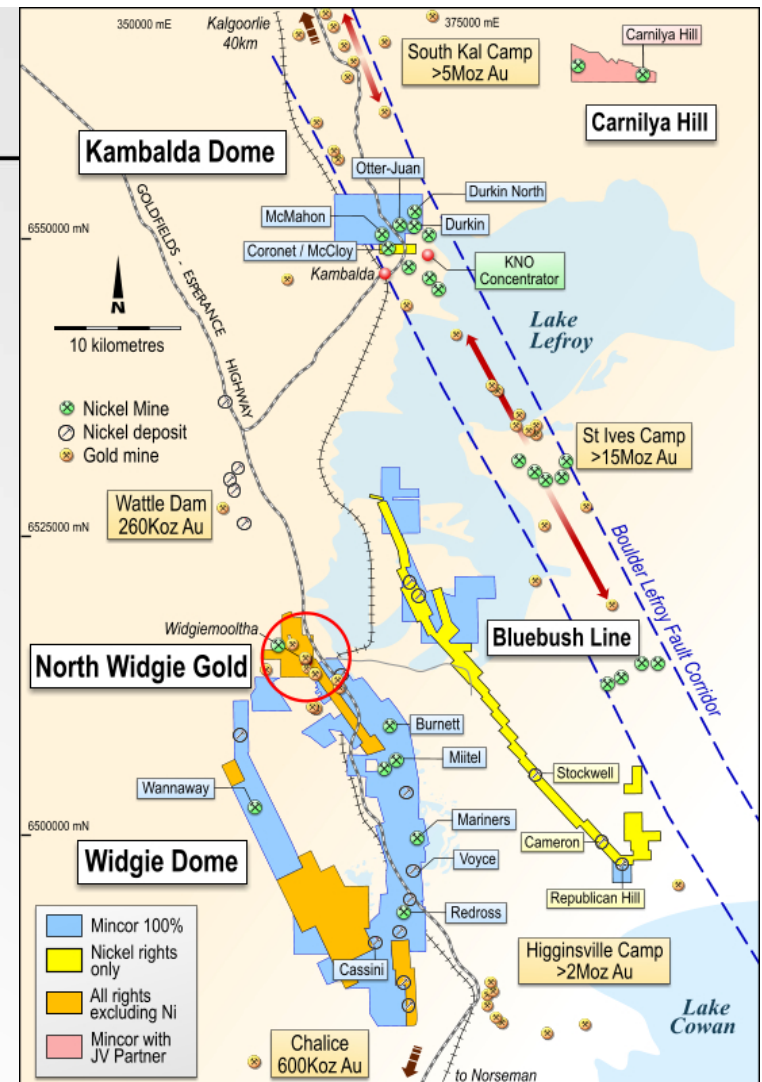 350000 mE
Kalgoorlie
40km
375000 mE
South Kal Camp
>5Moz Au
Carnilya Hill
Carnilya Hill
Kambalda Dome
Otter-Juan
Durkin North
McMahon
Durkin
6550000 mN
Coronet / McCloy
Kambalda
KNO
Concentrator
GOLDFIELDS - ESPERANCE HIGHWAY
N
10 kilometres
Lake
Lefroy
Nickel Mine
Nickel deposit
Gold mine
St Ives Camp
>15Moz Au
Wattle Dam
260Koz Au
6525000 mN
Boulder Lefroy Fault Corridor
Widgiemooltha
Bluebush Line
North Widgie Gold
Burnett
Miitel
Stockwell
Wannaway
Mariners
6500000 mN
Cameron
Widgie Dome
Voyce
Republican Hill
Redross
Mincor 100%
Nickel rights
only
All rights
excluding Ni
Mincor with
JV Partner
Cassini
Higginsville Camp
>2Moz Au
Lake
Cowan
Chalice
600Koz Au
to Norseman